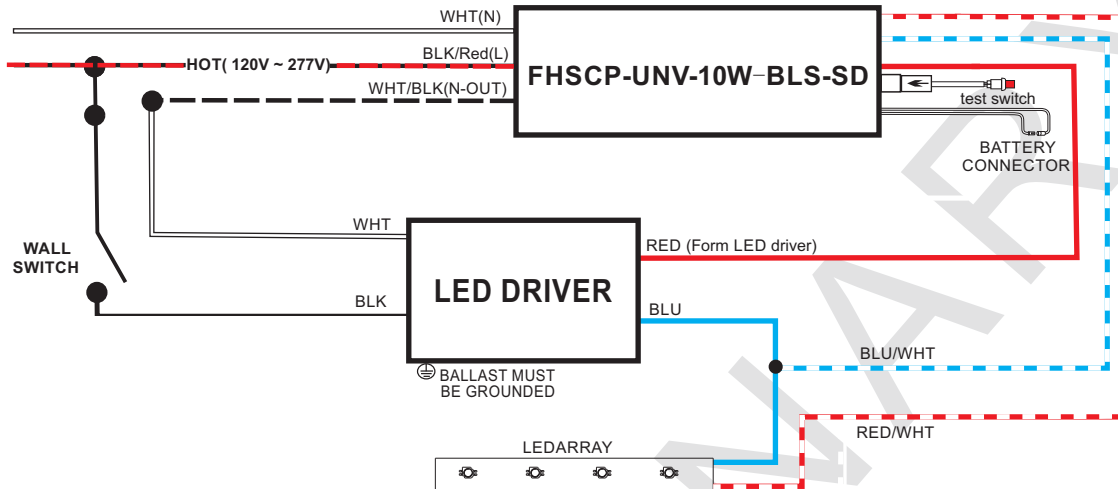 WHT(N)
BLK/Red(L)
HOT( 120V ~ 277V)
WHT/BLK(N-OUT)
FHSCP-UNV-10W-BLS-SD
test switch
BATTERY
CONNECTOR
WHT
WALL
SWITCH
LED DRIVER
RED (Form LED driver)
BLK
BLU
BALLAST MUST
BE GROUNDED
BLU/WHT
RED/WHT
LEDARRAY